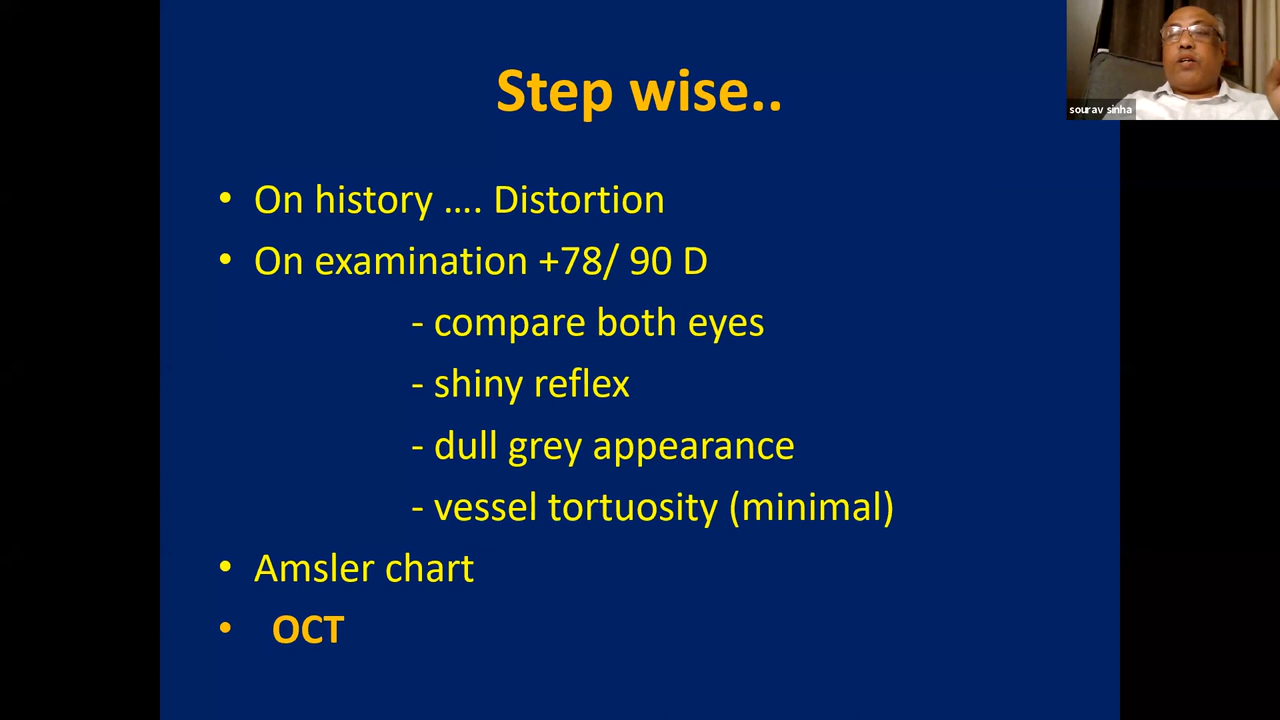 Step wise..
sourav sinha
• On history .... Distortion
• On examination +78/ 90 D
- compare both eyes
- shiny reflex
- dull grey appearance
- vessel tortuosity (minimal)
• Amsler chart
• OCT